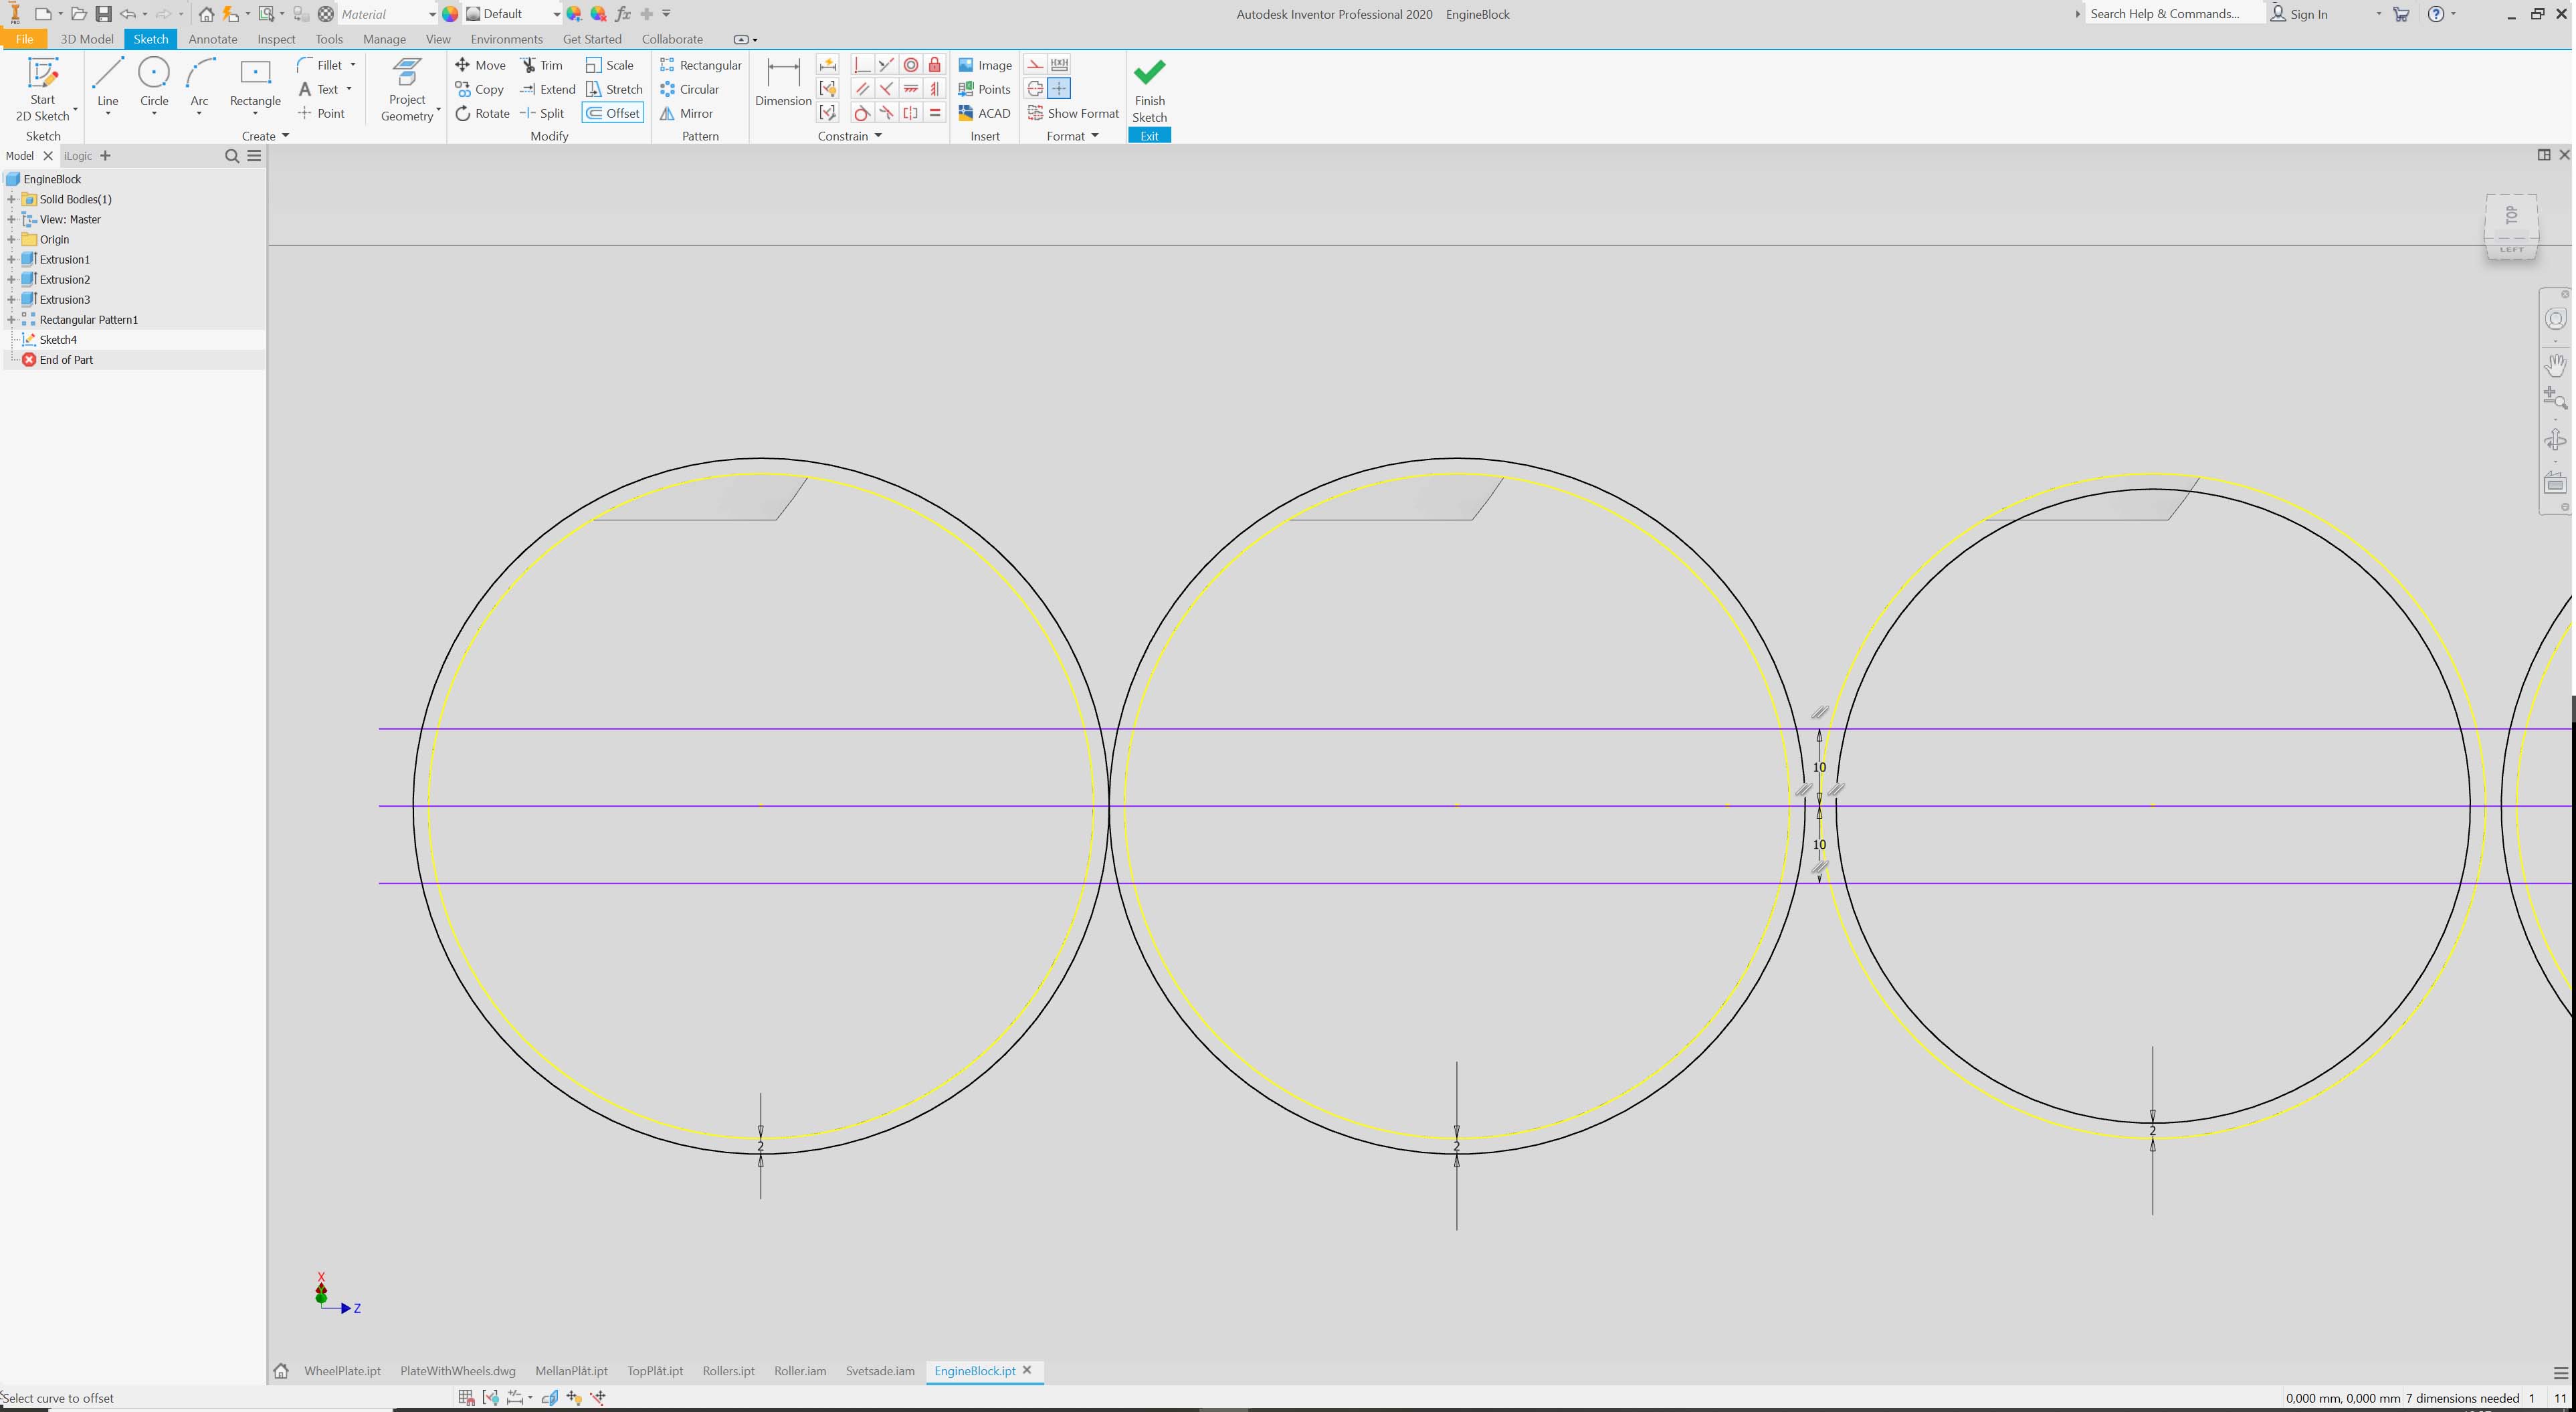 PRO
Material
Default
fx
Autodesk Inventor Professional 2020 EngineBlock
Search Help & Commands...
Sign In
File 3D Model Sketch Annotate Inspect Tools Manage View Environments Get Started Collaborate
Start
2D Sketch
Sketch
Line
Circle
Arc
Rectangle
Fillet
Text
Point
Create
Project
Geometry
Move
Trim
Scale
Copy
Extend
Stretch
Rotate
Split
Offset
Modify
Rectangular
Circular
Mirror
Pattern
Dimension
Constrain
Image
Points
ACAD
Insert
Show Format
Format
Finish
Sketch
Exit
Model
iLogic
EngineBlock
Solid Bodies(1)
View: Master
Origin
Extrusion1
Extrusion2
Extrusion3
Rectangular Pattern1
Sketch4
End of Part
TOP
LEFT
10
10
2
2
2
X
Z
WheelPlate.ipt PlateWithWheels.dwg MellanPlåt.ipt TopPlåt.ipt Rollers.ipt Roller.iam Svetsade.iam EngineBlock.ipt
Select curve to offset
0,000 mm, 0,000 mm 7 dimensions needed 1 11